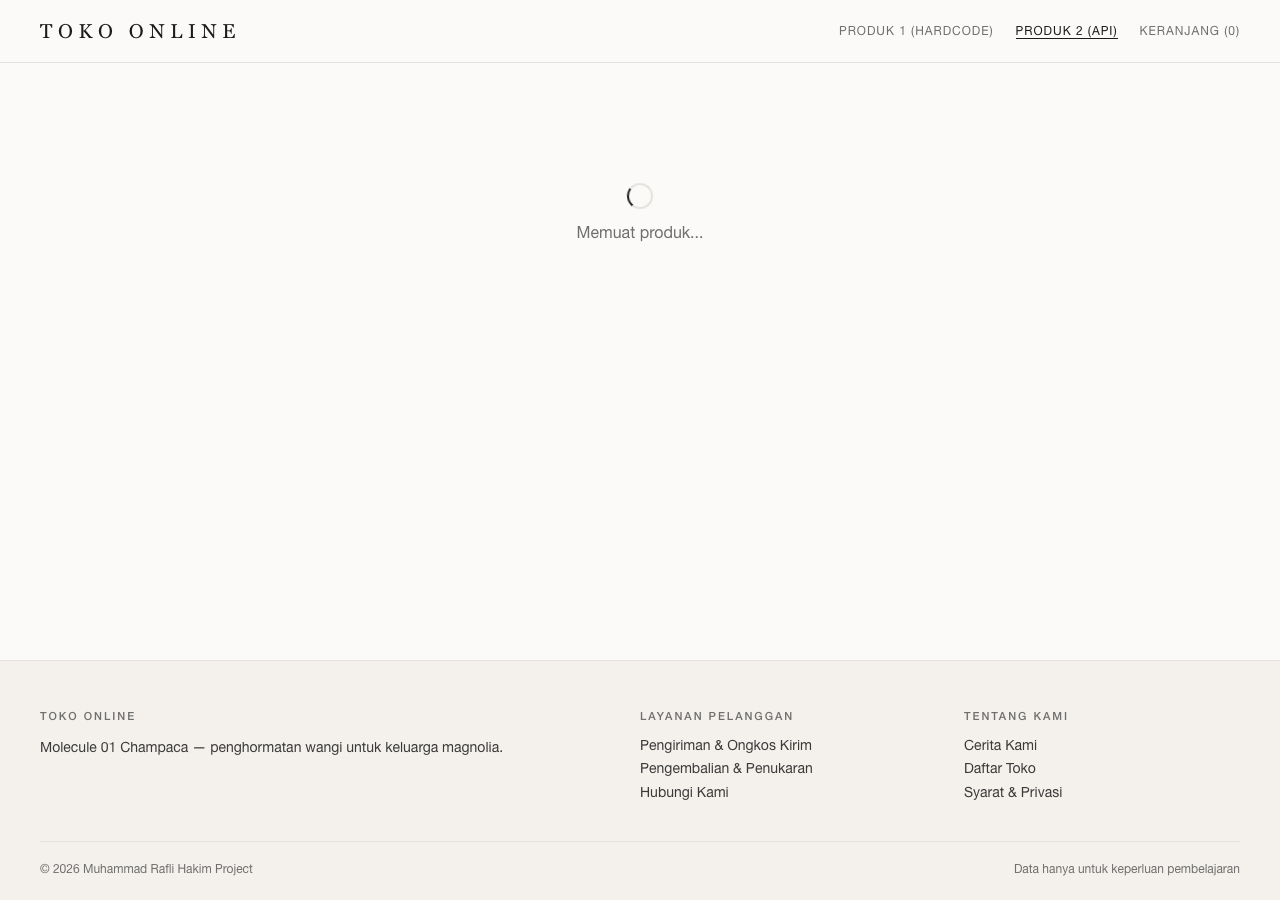 TOKO ONLINE
PRODUK 1 (HARDCODE)
PRODUK 2 (API)
KERANJANG (0)
Memuat produk...
TOKO ONLINE
Molecule 01 Champaca — penghormatan wangi untuk keluarga magnolia.
LAYANAN PELANGGAN
Pengiriman & Ongkos Kirim
Pengembalian & Penukaran
Hubungi Kami
TENTANG KAMI
Cerita Kami
Daftar Toko
Syarat & Privasi
© 2026 Muhammad Rafli Hakim Project
Data hanya untuk keperluan pembelajaran